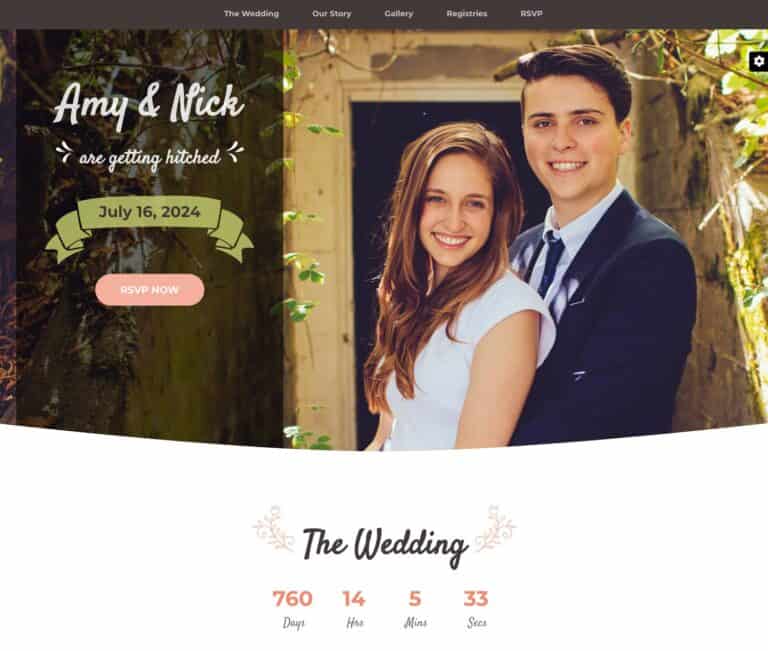 The Wedding Our Story Gallery Registries RSVP
Amy & Nick
are getting hitched
July 16, 2024
RSVP NOW
The Wedding
760 14 5 33
Days Hrs Mins Secs